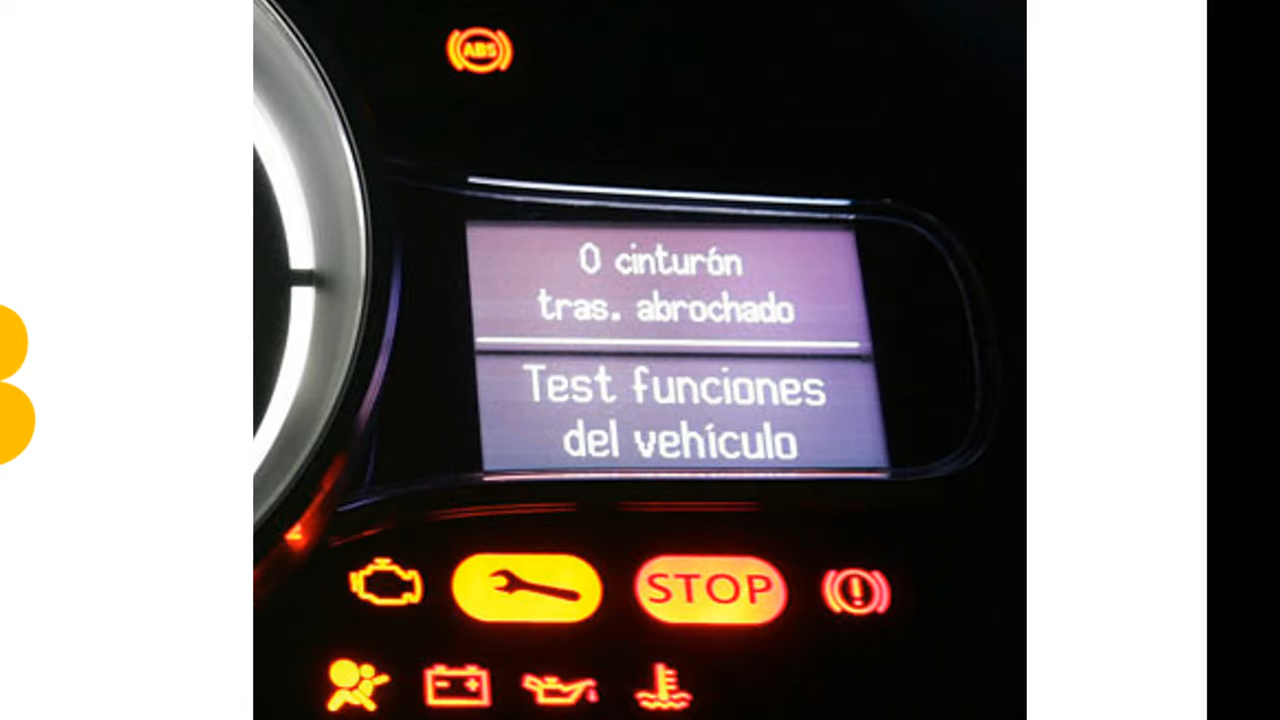 ABS
0 cinturón
tras. abrochado
Test funciones
del vehículo
STOP